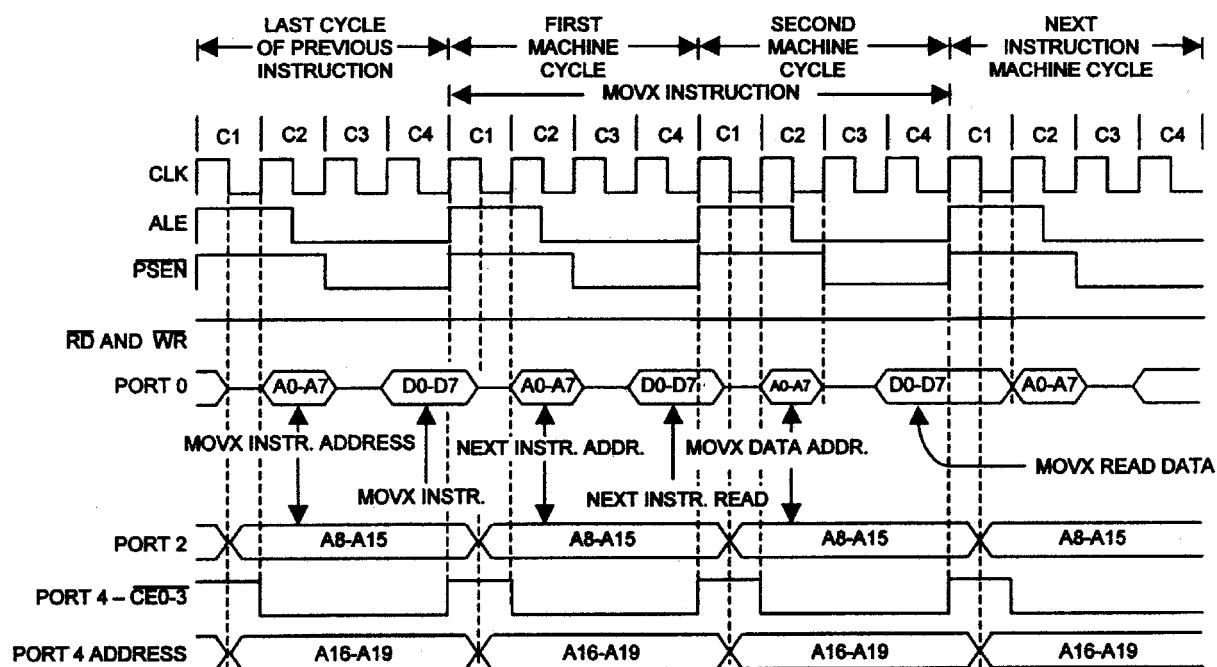 LAST CYCLE OF PREVIOUS INSTRUCTION
FIRST MACHINE CYCLE
SECOND MACHINE CYCLE
NEXT INSTRUCTION MACHINE CYCLE
MOVX INSTRUCTION
C1 C2 C3 C4 C1 C2 C3 C4 C1 C2 C3 C4 C1 C2 C3 C4
CLK
ALE
PSEN
RD AND WR
PORT 0 A0-A7 D0-D7 A0-A7 D0-D7 A0-A7 D0-D7 A0-A7
MOVX INSTR. ADDRESS NEXT INSTR. ADDR. MOVX DATA ADDR.
MOVX READ DATA
MOVX INSTR. NEXT INSTR. READ
PORT 2 A8-A15 A8-A15 A8-A15 A8-A15
PORT 4 – CE0-3
PORT 4 ADDRESS A16-A19 A16-A19 A16-A19 A16-A19